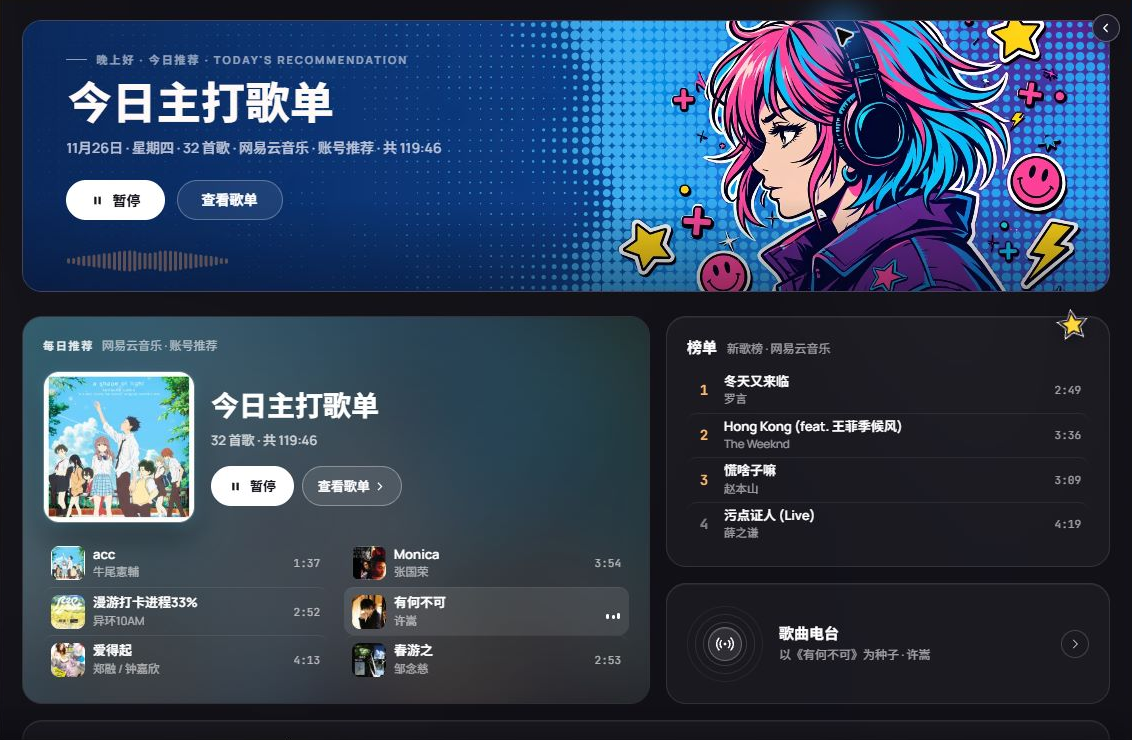 晚上好 · 今日推荐 · TODAY'S RECOMMENDATION
今日主打歌单
11月26日 · 星期四 · 32 首歌 · 网易云音乐 · 账号推荐 · 共 119:46
暂停
查看歌单
每日推荐 网易云音乐 · 账号推荐
a shape of light
今日主打歌单
32 首歌 · 共 119:46
暂停
查看歌单
acc
牛尾憲輔
1:37
Monica
张国荣
3:54
漫游打卡进程33%
异环10AM
2:52
有何不可
许嵩
爱得起
郑融 / 钟嘉欣
4:13
春游之
邹念慈
2:53
榜单 新歌榜 · 网易云音乐
1
冬天又来临
罗言
2:49
2
Hong Kong (feat. 王菲季候风)
The Weeknd
3:36
3
慌啥子嘛
赵本山
3:09
4
污点证人 (Live)
薛之谦
4:19
歌曲电台
以《有何不可》为种子 · 许嵩